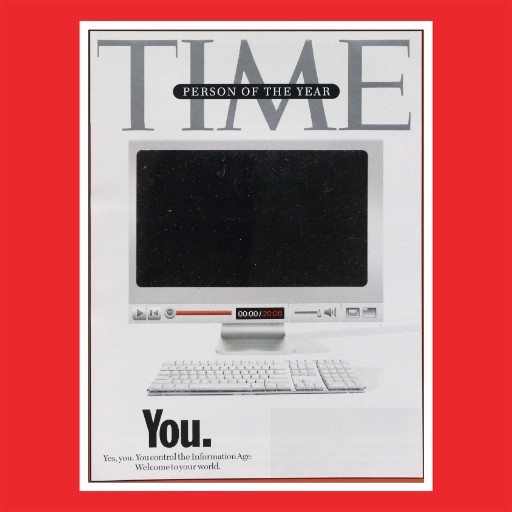 TIME
PERSON OF THE YEAR
00:00/20:06
You.
Yes, you. You control the Information Age.
Welcome to your world.